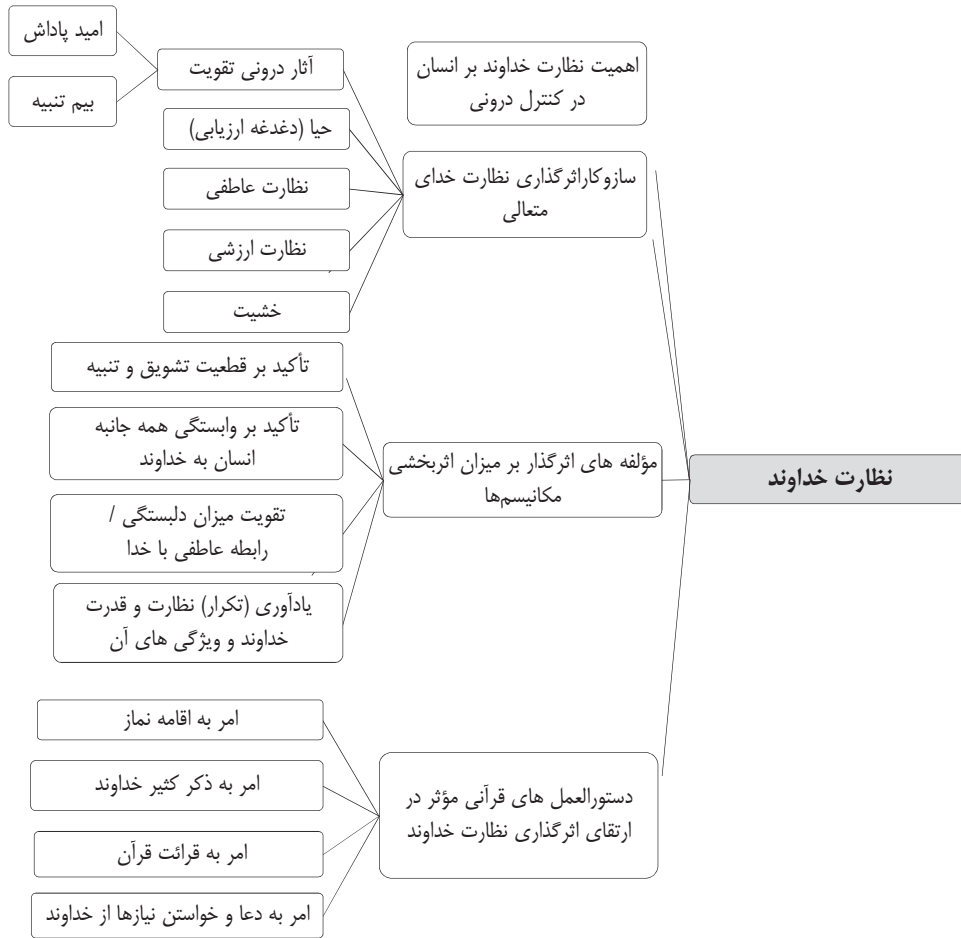 نظارت خداوند
اهمیت نظارت خداوند بر انسان
در کنترل درونی
سازوکاراثرگذاری نظارت خدای
متعالی
آثار درونی تقویت
امید پاداش
بیم تنبیه
حیا (دغدغه ارزیابی)
نظارت عاطفی
نظارت ارزشی
خشیت
مؤلفه های اثرگذار بر میزان اثربخشی
مکانیسم‌ها
تأکید بر قطعیت تشویق و تنبیه
تأکید بر وابستگی همه جانبه
انسان به خداوند
تقویت میزان دلبستگی /
رابطه عاطفی با خدا
یادآوری (تکرار) نظارت و قدرت
خداوند و ویژگی های آن
دستورالعمل های قرآنی مؤثر در
ارتقای اثرگذاری نظارت خداوند
امر به اقامه نماز
امر به ذکر کثیر خداوند
امر به قرائت قرآن
امر به دعا و خواستن نیازها از خداوند